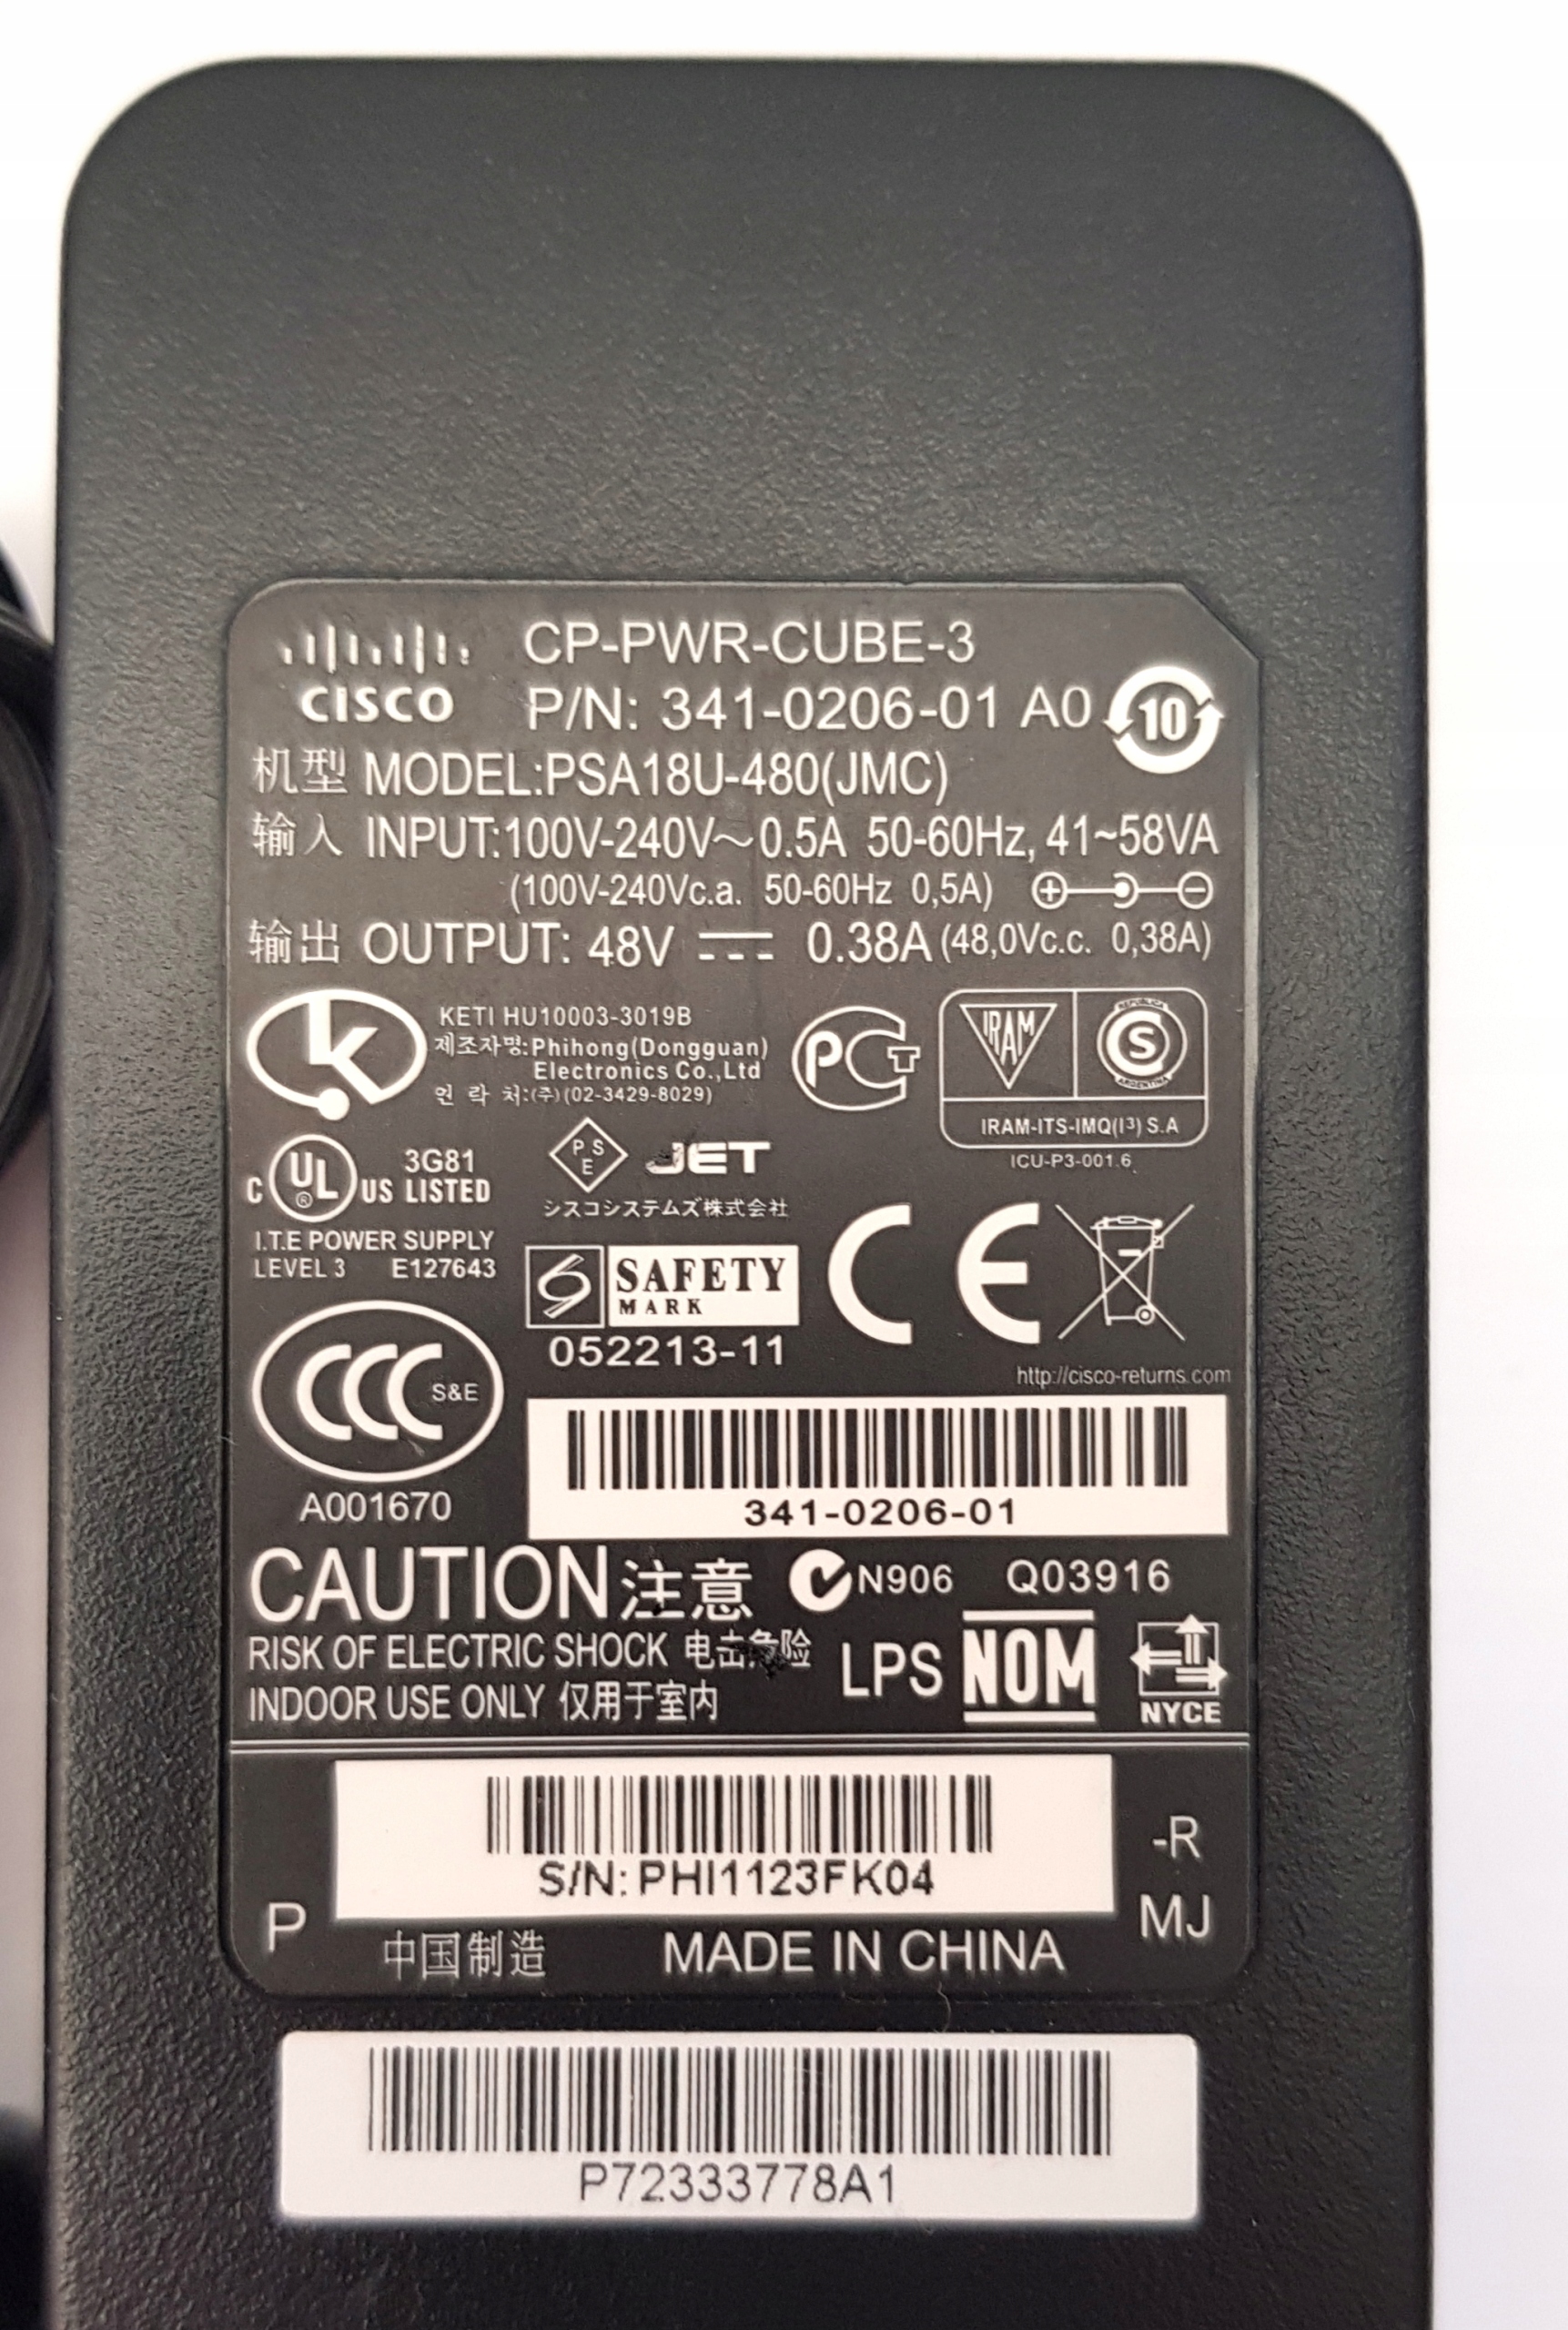 CISCO
CP-PWR-CUBE-3
P/N: 341-0206-01 A0
10
机型 MODEL:PSA18U-480(JMC)
输入 INPUT:100V-240V～0.5A 50-60Hz, 41~58VA
(100V-240Vc.a. 50-60Hz 0,5A)
输出 OUTPUT: 48V 0.38A (48,0Vc.c. 0,38A)
KETI HU10003-3019B
제조자명:Phihong(Dongguan)
Electronics Co.,Ltd
연 락 처:(주)(02-3429-8029)
PCT
IRAM
REPUBLICA
S
ARGENTINA
IRAM-ITS-IMQ(I³) S.A
ICU-P3-001.6
C UL ® US
3G81
LISTED
I.T.E POWER SUPPLY
LEVEL 3 E127643
PSE JET
シスコシステムズ株式会社
SAFETY
MARK
052213-11
CE
http://cisco-returns.com
CCC S&E
A001670
341-0206-01
CAUTION 注意
N906 Q03916
RISK OF ELECTRIC SHOCK 电击危险
INDOOR USE ONLY 仅用于室内
LPS NOM
NYCE
S/N: PHI1123FK04
-R
P
MJ
中国制造 MADE IN CHINA
P72333778A1